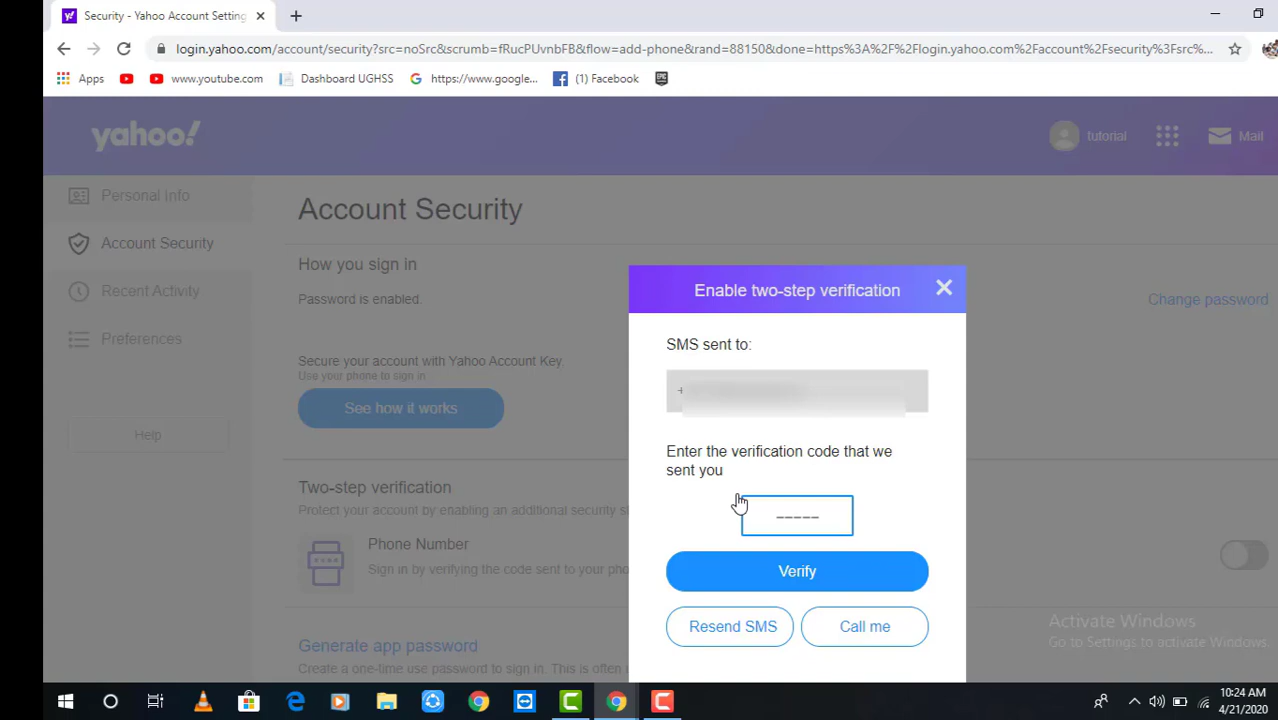 Security - Yahoo Account Setting
login.yahoo.com/account/security?src=noSrc&scrumb=fRucPUvnbFB&flow=add-phone&rand=88150&done=https%3A%2F%2Flogin.yahoo.com%2Faccount%2Fsecurity%3Fsrc%...
Apps
www.youtube.com
Dashboard UGHSS
https://www.google...
(1) Facebook
yahoo!
tutorial
Mail
Personal Info
Account Security
Recent Activity
Preferences
Help
Account Security
How you sign in
Password is enabled.
Change password
Secure your account with Yahoo Account Key.
Use your phone to sign in
See how it works
Two-step verification
Protect your account by enabling an additional security
Phone Number
Sign in by verifying the code sent to your
Generate app password
Create a one-time use password to sign in. This is often
Enable two-step verification
SMS sent to:
+
Enter the verification code that we
sent you
-----
Verify
Resend SMS
Call me
Activate Windows
Go to Settings to activate Windows.
10:24 AM
4/21/2020